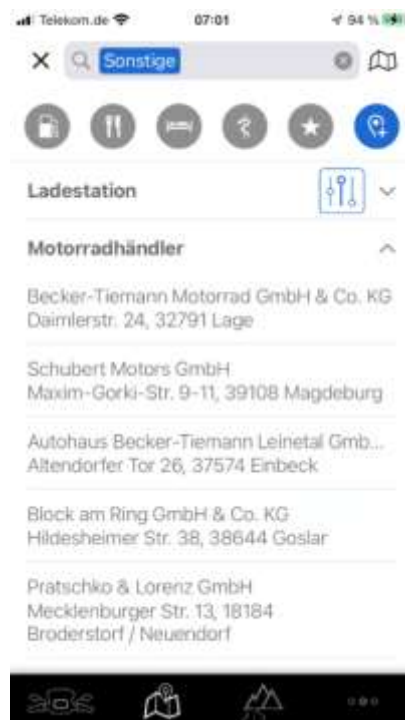 Telekom.de 07:01 94 %
Sonstige
Ladestation
Motorradhändler
Becker-Tiemann Motorrad GmbH & Co. KG
Daimlerstr. 24, 32791 Lage
Schubert Motors GmbH
Maxim-Gorki-Str. 9-11, 39108 Magdeburg
Autohaus Becker-Tiemann Leinetal Gmb...
Altendorfer Tor 26, 37574 Einbeck
Block am Ring GmbH & Co. KG
Hildesheimer Str. 38, 38644 Goslar
Pratschko & Lorenz GmbH
Mecklenburger Str. 13, 18184
Broderstorf / Neuendorf